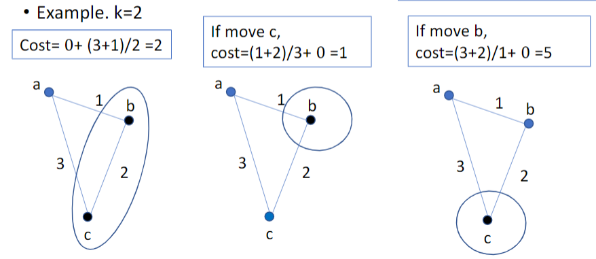 • Example. k=2
Cost= 0+ (3+1)/2 =2
a
1
b
3
2
c
If move c,
cost=(1+2)/3+ 0 =1
a
1
b
3
2
c
If move b,
cost=(3+2)/1+ 0 =5
a
1
b
3
2
c